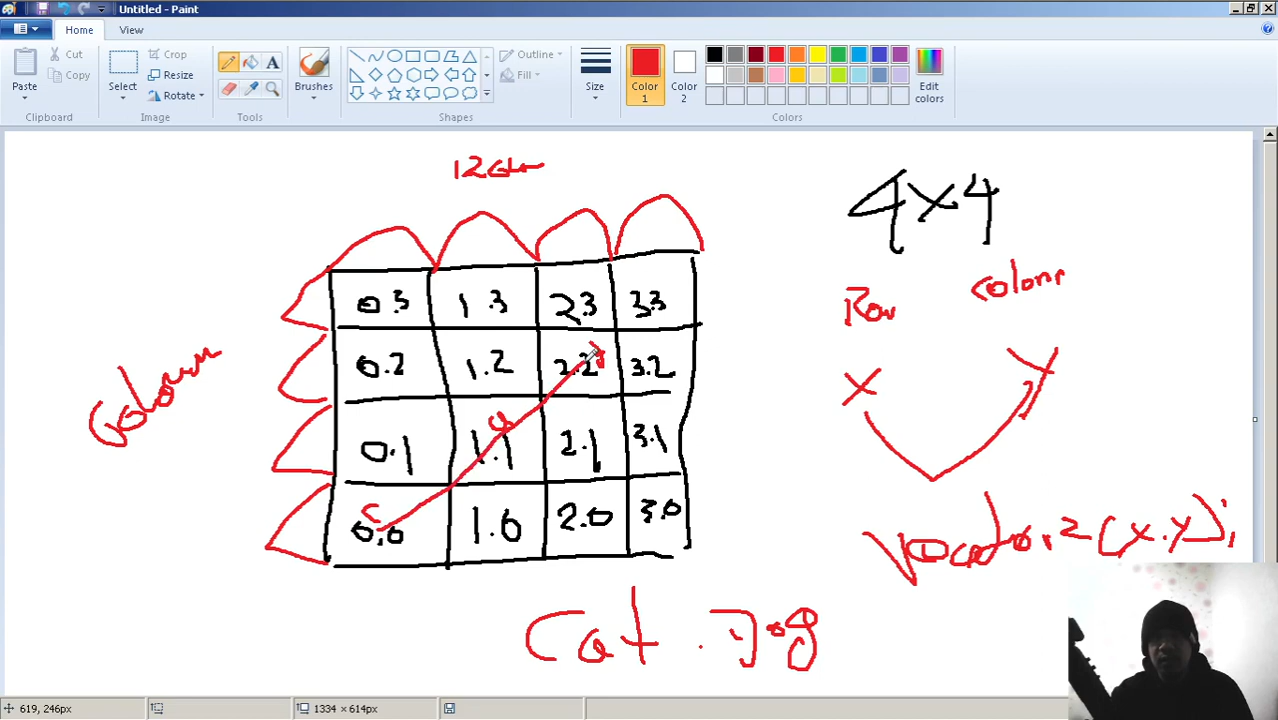 Untitled - Paint
Home
View
Paste
Cut
Copy
Clipboard
Select
Crop
Resize
Rotate
Image
Tools
Brushes
Shapes
Outline
Fill
Size
Color 1
Color 2
Edit colors
Colors
4x4
Row
0.3 1.3 2.3 3.3
0.2 1.2 2.2 3.2
0.1 1.1 2.1 3.1
0.0 1.0 2.0 3.0
c
a
x y
2 (x.y);
Cat . Dog
619, 246px
1334 × 614px